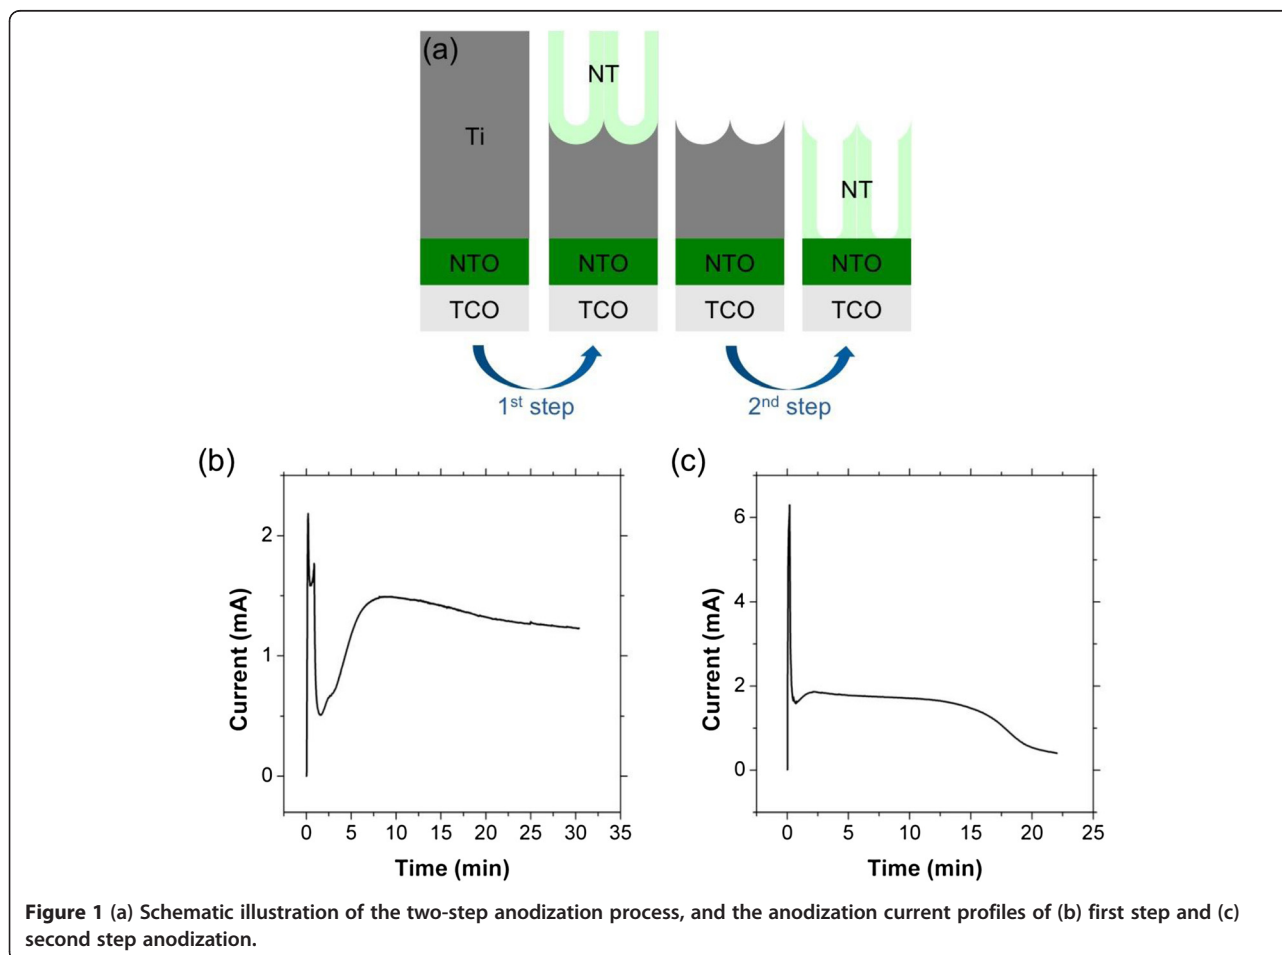 (a)
Ti
NT
NT
NTO NTO NTO NTO
TCO TCO TCO TCO
1st step 2nd step
(b)
2
1
0
Current (mA)
0 5 10 15 20 25 30 35
Time (min)
(c)
6
4
2
0
Current (mA)
0 5 10 15 20 25
Time (min)
Figure 1 (a) Schematic illustration of the two-step anodization process, and the anodization current profiles of (b) first step and (c)
second step anodization.